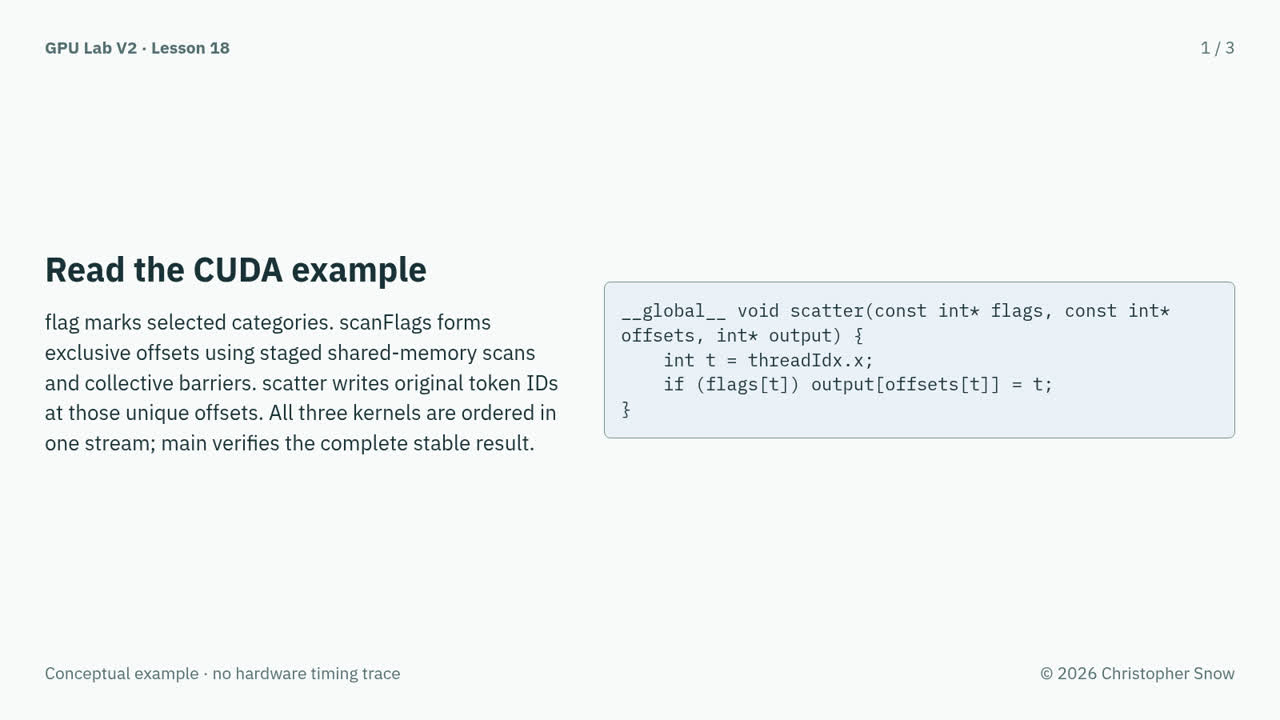 GPU Lab V2 · Lesson 18
1 / 3
Read the CUDA example
flag marks selected categories. scanFlags forms
exclusive offsets using staged shared-memory scans
and collective barriers. scatter writes original token IDs
at those unique offsets. All three kernels are ordered in
one stream; main verifies the complete stable result.
__global__ void scatter(const int* flags, const int*
offsets, int* output) {
    int t = threadIdx.x;
    if (flags[t]) output[offsets[t]] = t;
}
Conceptual example · no hardware timing trace
© 2026 Christopher Snow